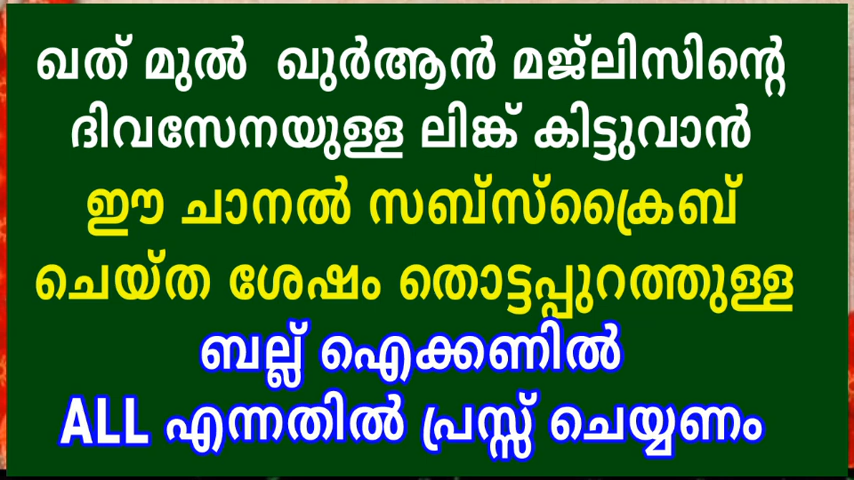 ഖത് മുൽ ഖുർആൻ മജ്ലിസിന്റെ
ദിവസേനയുള്ള ലിങ്ക് കിട്ടുവാൻ
ഈ ചാനൽ സബ്സ്ക്രൈബ്
ചെയ്ത ശേഷം തൊട്ടപ്പുറത്തുള്ള
ബല്ല് ഐക്കണിൽ
ALL എന്നതിൽ പ്രസ്സ് ചെയ്യണം